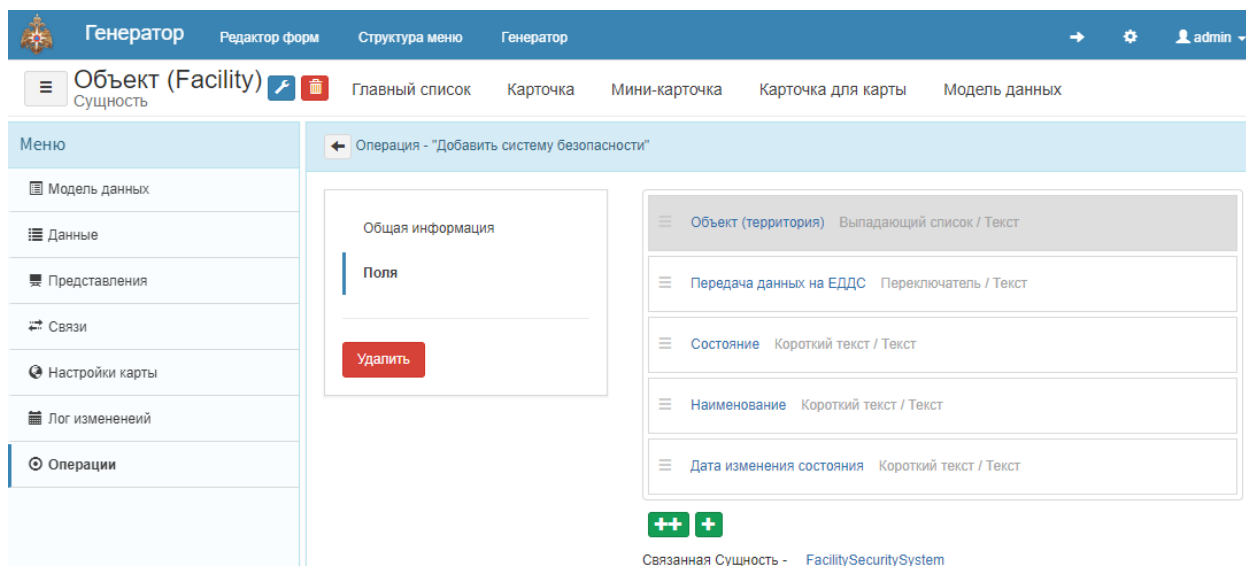 Генератор Редактор форм Структура меню Генератор admin
Объект (Facility) Главный список Карточка Мини-карточка Карточка для карты Модель данных
Сущность
Меню
Модель данных
Данные
Представления
Связи
Настройки карты
Лог измененеий
Операции
Операция - "Добавить систему безопасности"
Общая информация
Поля
Удалить
Объект (территория) Выпадающий список / Текст
Передача данных на ЕДДС Переключатель / Текст
Состояние Короткий текст / Текст
Наименование Короткий текст / Текст
Дата изменения состояния Короткий текст / Текст
++ +
Связанная Сущность - FacilitySecuritySystem